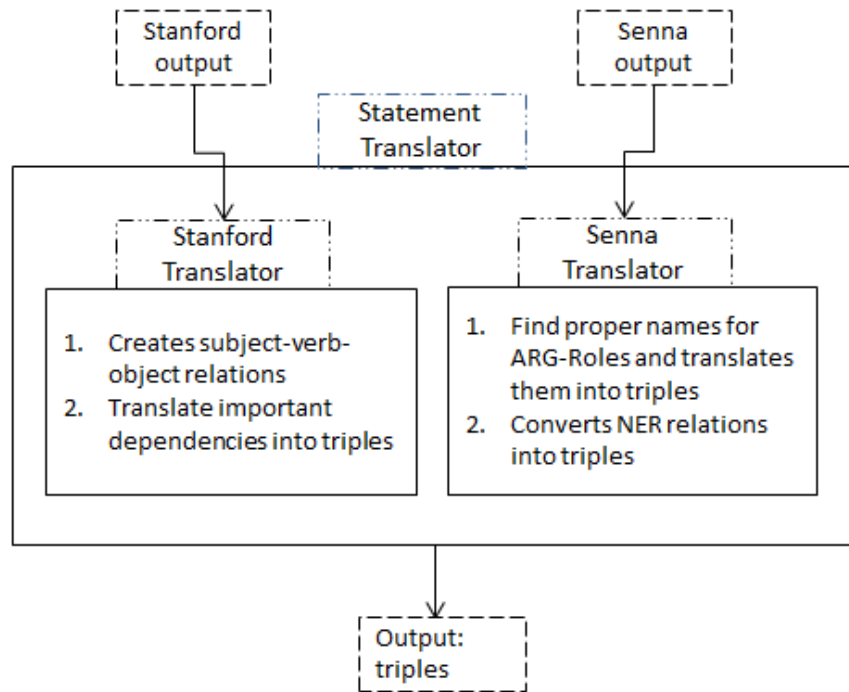 Stanford
output
Senna
output
Statement
Translator
Stanford
Translator
1. Creates subject-verb-
object relations
2. Translate important
dependencies into triples
Senna
Translator
1. Find proper names for
ARG-Roles and translates
them into triples
2. Converts NER relations
into triples
Output:
triples